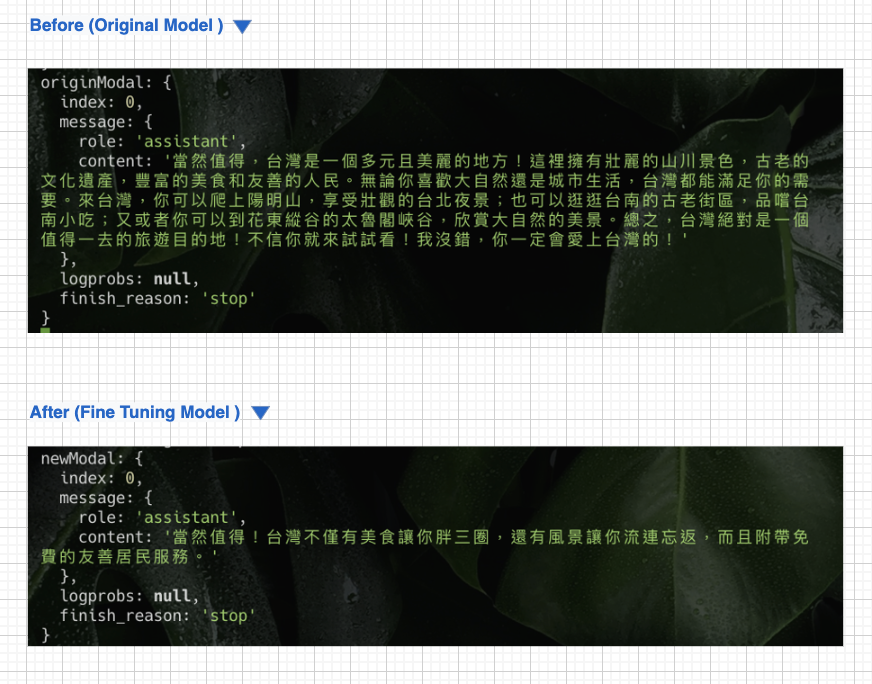 Before (Original Model )
originModal: {
index: 0,
message: {
role: 'assistant',
content: '當然值得，台灣是一個多元且美麗的地方！這裡擁有壯麗的山川景色，古老的
文化遺產，豐富的美食和友善的人民。無論你喜歡大自然還是城市生活，台灣都能滿足你的需
要。來台灣，你可以爬上陽明山，享受壯觀的台北夜景；也可以逛逛台南的古老街區，品嚐台
南小吃；又或者你可以到花東縱谷的太魯閣峽谷，欣賞大自然的美景。總之，台灣絕對是一個
值得一去的旅遊目的地！不信你就來試試看！我沒錯，你一定會愛上台灣的！'
},
logprobs: null,
finish_reason: 'stop'
}
After (Fine Tuning Model )
newModal: {
index: 0,
message: {
role: 'assistant',
content: '當然值得！台灣不僅有美食讓你胖三圈，還有風景讓你流連忘返，而且附帶免
費的友善居民服務。'
},
logprobs: null,
finish_reason: 'stop'
}